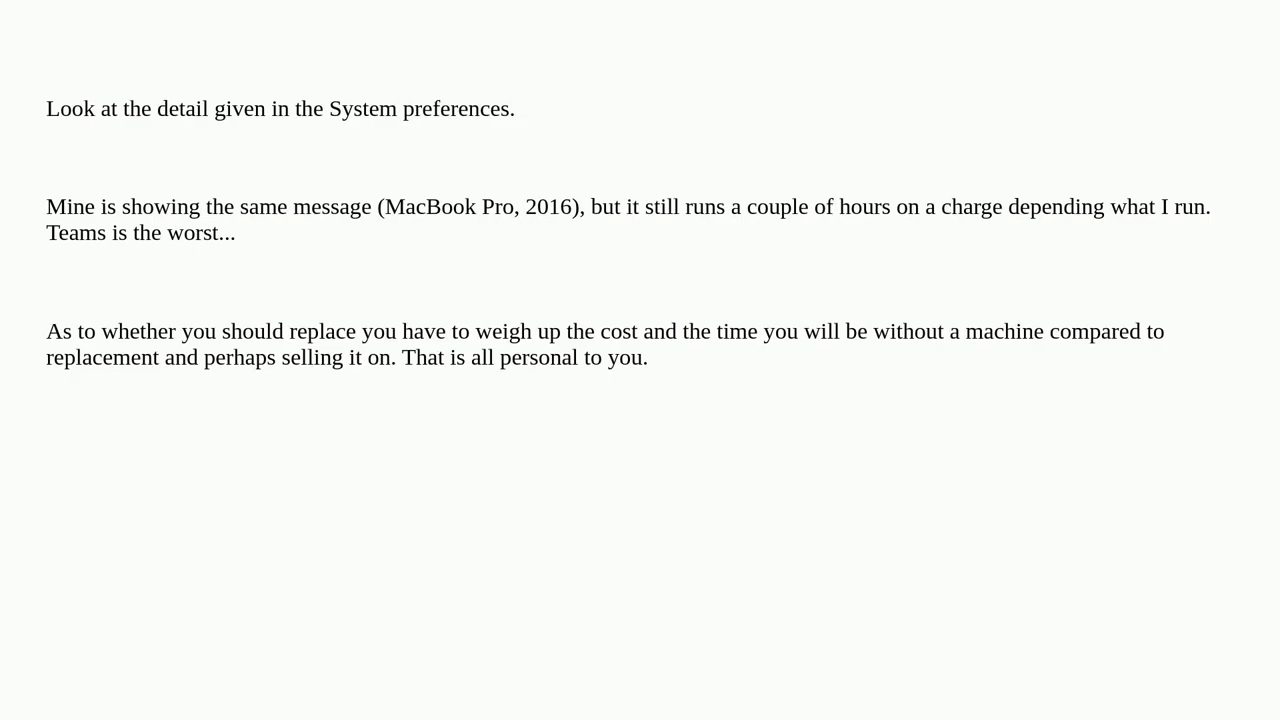 Look at the detail given in the System preferences.
Mine is showing the same message (MacBook Pro, 2016), but it still runs a couple of hours on a charge depending what I run.
Teams is the worst...
As to whether you should replace you have to weigh up the cost and the time you will be without a machine compared to
replacement and perhaps selling it on. That is all personal to you.